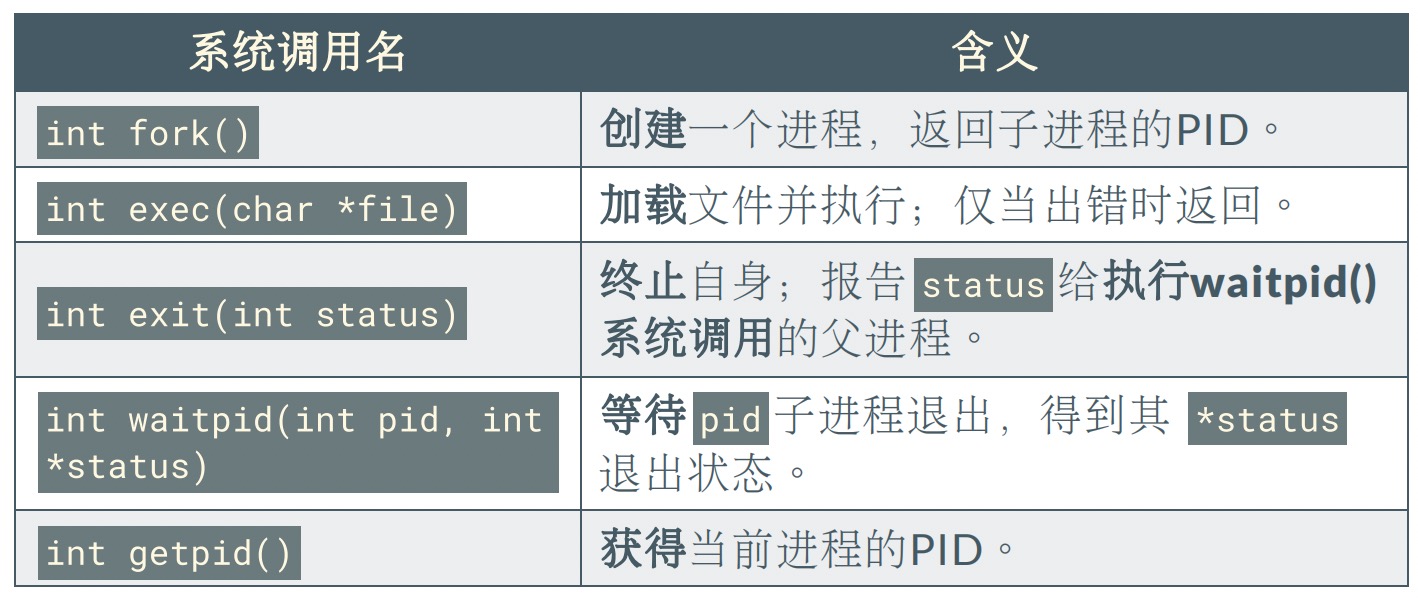 系统调用名 含义
int fork() 创建一个进程，返回子进程的PID。
int exec(char *file) 加载文件并执行；仅当出错时返回。
int exit(int status) 终止自身；报告 status 给执行waitpid()
系统调用的父进程。
int waitpid(int pid, int
*status)
等待 pid 子进程退出，得到其 *status
退出状态。
int getpid() 获得当前进程的PID。